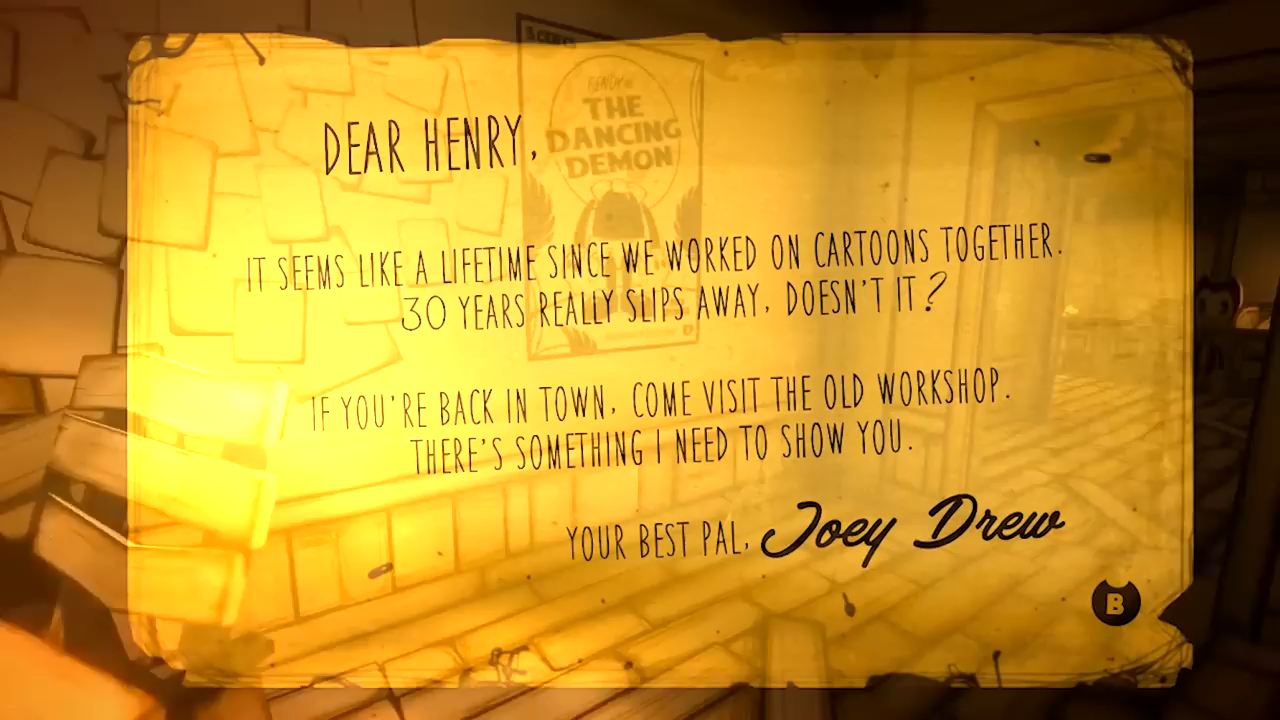 DEAR HENRY,
BENDY in
THE
DANCING
DEMON
IT SEEMS LIKE A LIFETIME SINCE WE WORKED ON CARTOONS TOGETHER.
30 YEARS REALLY SLIPS AWAY, DOESN'T IT?
IF YOU'RE BACK IN TOWN, COME VISIT THE OLD WORKSHOP.
THERE'S SOMETHING I NEED TO SHOW YOU.
YOUR BEST PAL, Joey Drew
B